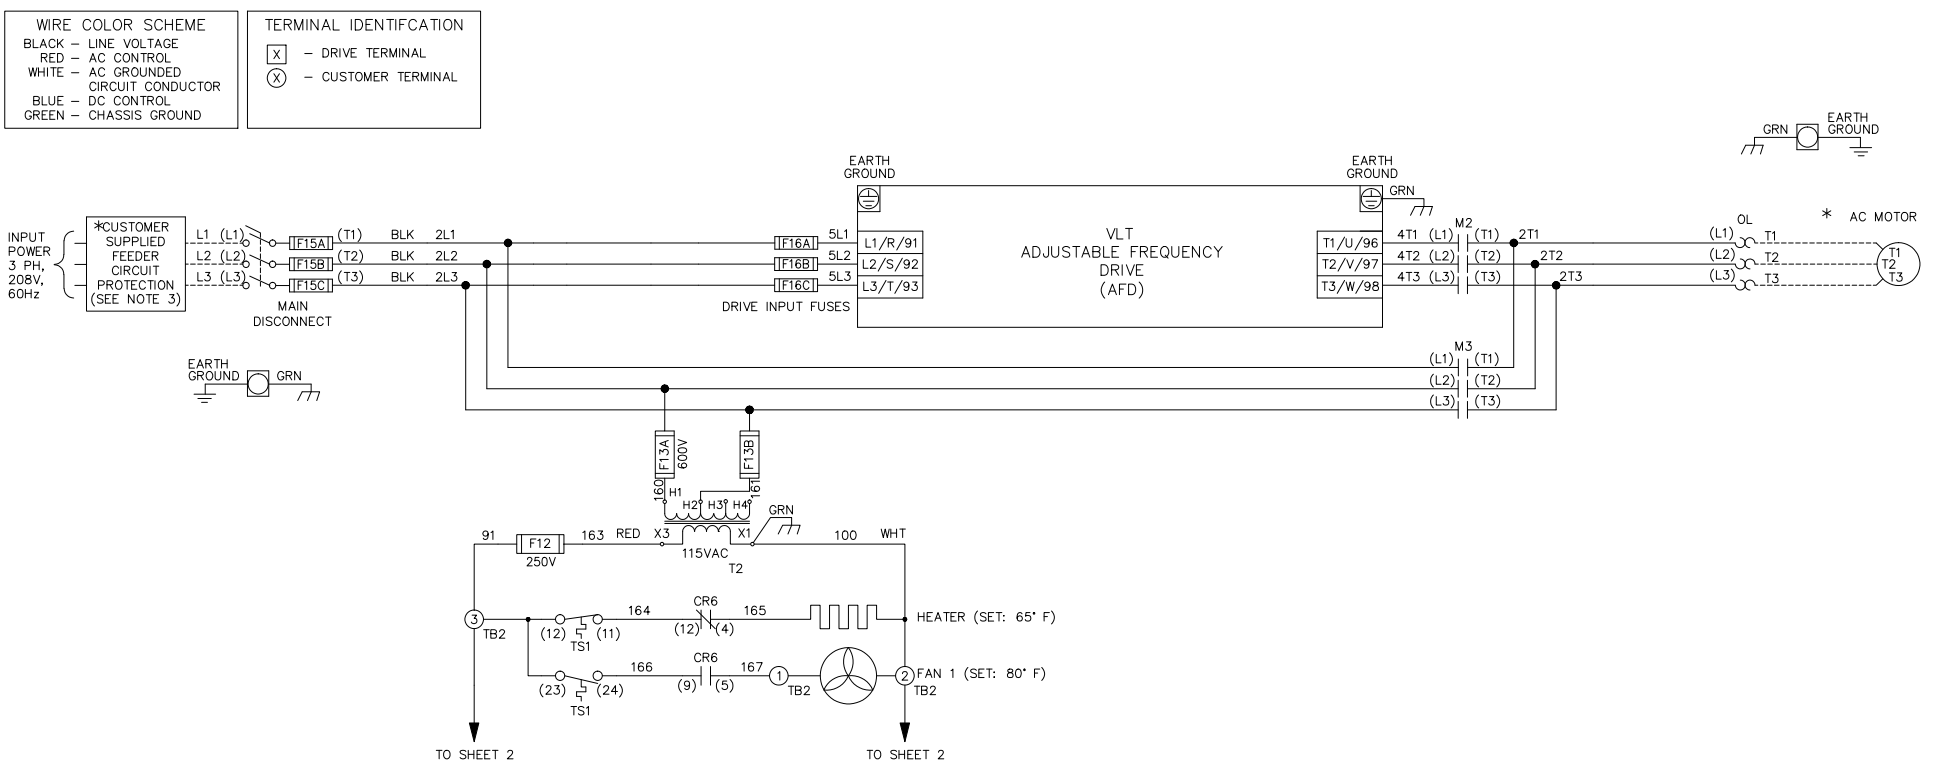 WIRE COLOR SCHEME
BLACK – LINE VOLTAGE
RED – AC CONTROL
WHITE – AC GROUNDED
CIRCUIT CONDUCTOR
BLUE – DC CONTROL
GREEN – CHASSIS GROUND
TERMINAL IDENTIFCATION
X – DRIVE TERMINAL
X – CUSTOMER TERMINAL
GRN
EARTH
GROUND
INPUT
POWER
3 PH,
208V,
60Hz
*CUSTOMER
SUPPLIED
FEEDER
CIRCUIT
PROTECTION
(SEE NOTE 3)
L1 (L1) F15A (T1) BLK 2L1 F16A 5L1 L1/R/91
L2 (L2) F15B (T2) BLK 2L2 F16B 5L2 L2/S/92
L3 (L3) F15C (T3) BLK 2L3 F16C 5L3 L3/T/93
MAIN
DISCONNECT
DRIVE INPUT FUSES
EARTH
GROUND
VLT
ADJUSTABLE FREQUENCY
DRIVE
(AFD)
EARTH
GROUND
GRN
M2
T1/U/96 4T1 (L1) (T1) 2T1
T2/V/97 4T2 (L2) (T2) 2T2
T3/W/98 4T3 (L3) (T3) 2T3
OL
(L1) T1
(L2) T2
(L3) T3
* AC MOTOR
T1
T2
T3
M3
(L1) (T1)
(L2) (T2)
(L3) (T3)
EARTH
GROUND
GRN
F13A
600V
F13B
160
161
H1 H2 H3 H4
GRN
91 F12 163 RED X3 X1 100 WHT
250V
115VAC
T2
3
TB2
(12) (11)
TS1
164
CR6
(12) (4)
165
HEATER (SET: 65° F)
(23) (24)
TS1
166
CR6
(9) (5)
167
1
TB2
2
TB2
FAN 1 (SET: 80° F)
TO SHEET 2
TO SHEET 2